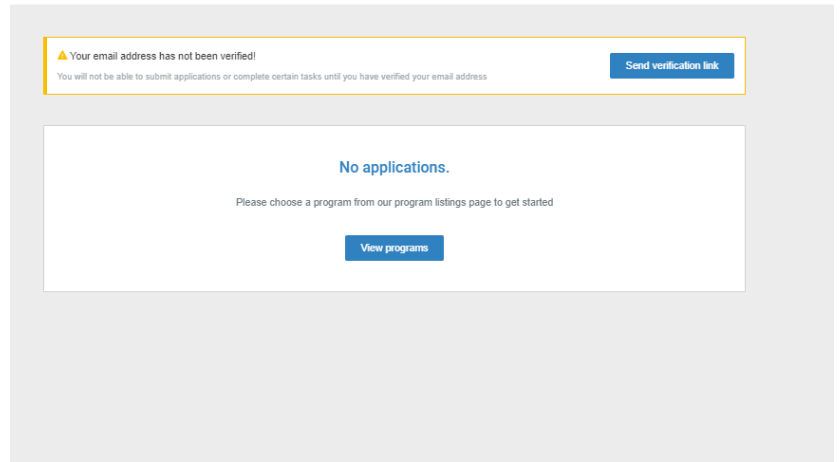 Your email address has not been verified!
You will not be able to submit applications or complete certain tasks until you have verified your email address
Send verification link
No applications.
Please choose a program from our program listings page to get started
View programs